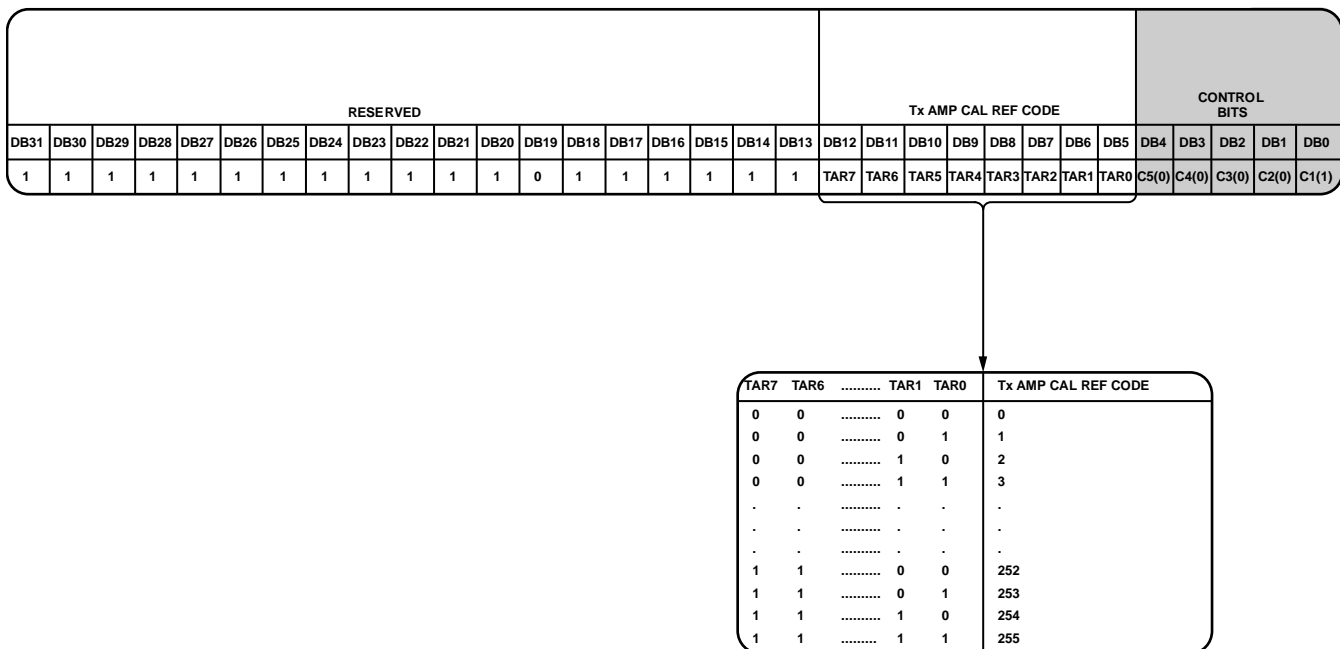 RESERVED Tx AMP CAL REF CODE CONTROL
BITS
DB31 DB30 DB29 DB28 DB27 DB26 DB25 DB24 DB23 DB22 DB21 DB20 DB19 DB18 DB17 DB16 DB15 DB14 DB13 DB12 DB11 DB10 DB9 DB8 DB7 DB6 DB5 DB4 DB3 DB2 DB1 DB0
1 1 1 1 1 1 1 1 1 1 1 1 0 1 1 1 1 1 1 TAR7 TAR6 TAR5 TAR4 TAR3 TAR2 TAR1 TAR0 C5(0) C4(0) C3(0) C2(0) C1(1)
TAR7 TAR6 .......... TAR1 TAR0 Tx AMP CAL REF CODE
0 0 .......... 0 0 0
0 0 .......... 0 1 1
0 0 .......... 1 0 2
0 0 .......... 1 1 3
. . .......... . . .
. . .......... . . .
. . .......... . . .
1 1 .......... 0 0 252
1 1 .......... 0 1 253
1 1 .......... 1 0 254
1 1 ......... 1 1 255